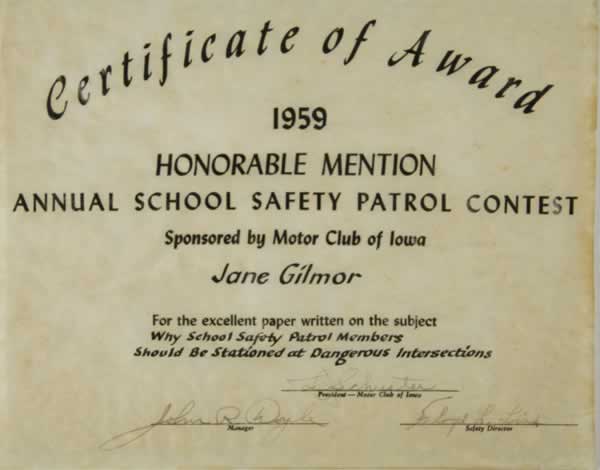 Certificate of Award
1959
HONORABLE MENTION
ANNUAL SCHOOL SAFETY PATROL CONTEST
Sponsored by Motor Club of Iowa
Jane Gilmor
For the excellent paper written on the subject
Why School Safety Patrol Members
Should Be Stationed at Dangerous Intersections
President—Motor Club of Iowa
John R. Doyle
Manager
Safety Director